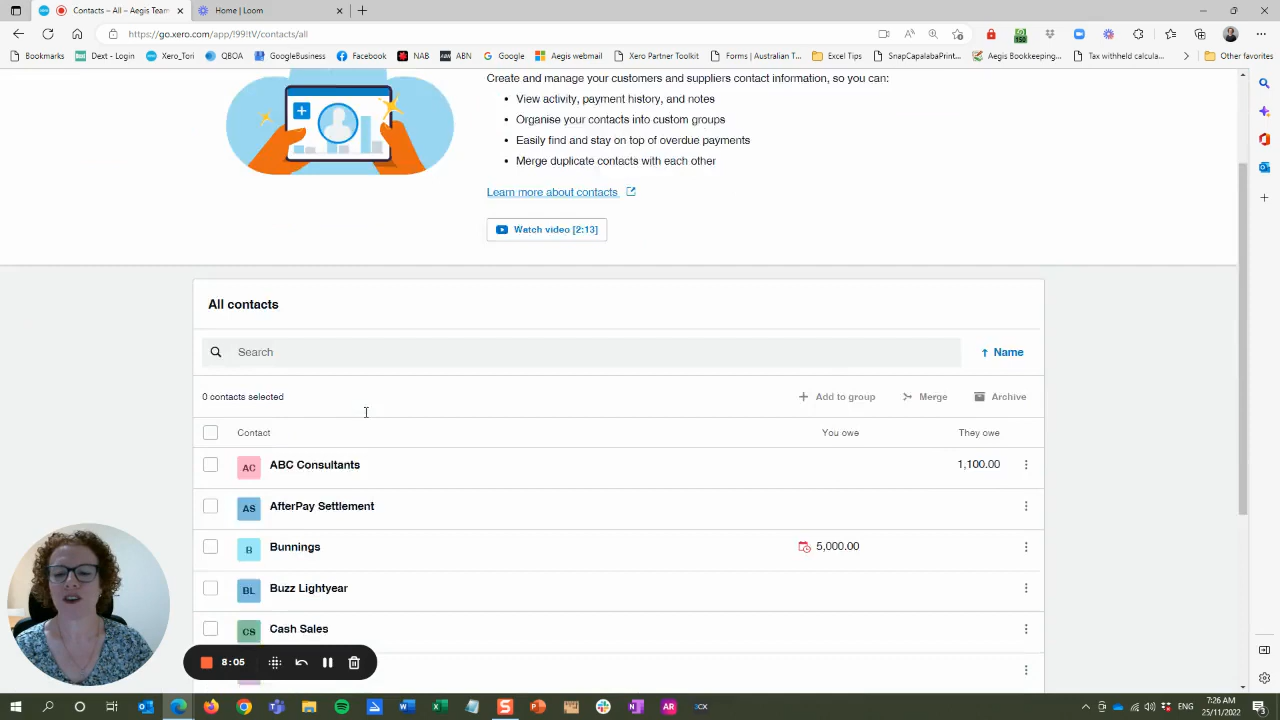 Contacts – All – Aegis Team
Home | Loom
https://go.xero.com/app/!99!tV/contacts/all
Bookmarks
Dext - Login
Xero_Tori
QBOA
GoogleBusiness
Facebook
NAB
ABN
Google
Aegis webmail
Xero Partner Toolkit
Forms | Australian T...
Excel Tips
SnapCapalabaPrint...
Aegis Bookkeeping...
Tax withheld calcula...
Other favorites
Create and manage your customers and suppliers contact information, so you can:
• View activity, payment history, and notes
• Organise your contacts into custom groups
• Easily find and stay on top of overdue payments
• Merge duplicate contacts with each other
Learn more about contacts
Watch video [2:13]
All contacts
Search
Name
0 contacts selected
Add to group
Merge
Archive
Contact
You owe
They owe
AC
ABC Consultants
1,100.00
AS
AfterPay Settlement
B
Bunnings
5,000.00
BL
Buzz Lightyear
CS
Cash Sales
8:05
AR
3CX
7:26 AM
25/11/2022